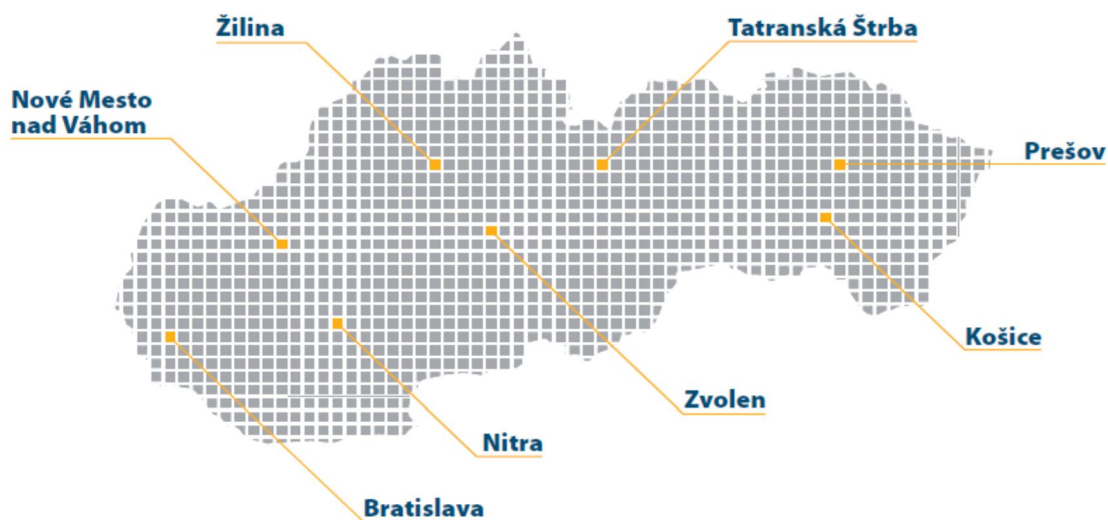 Žilina
Tatranská Štrba
Nové Mesto
nad Váhom
Prešov
Košice
Zvolen
Nitra
Bratislava